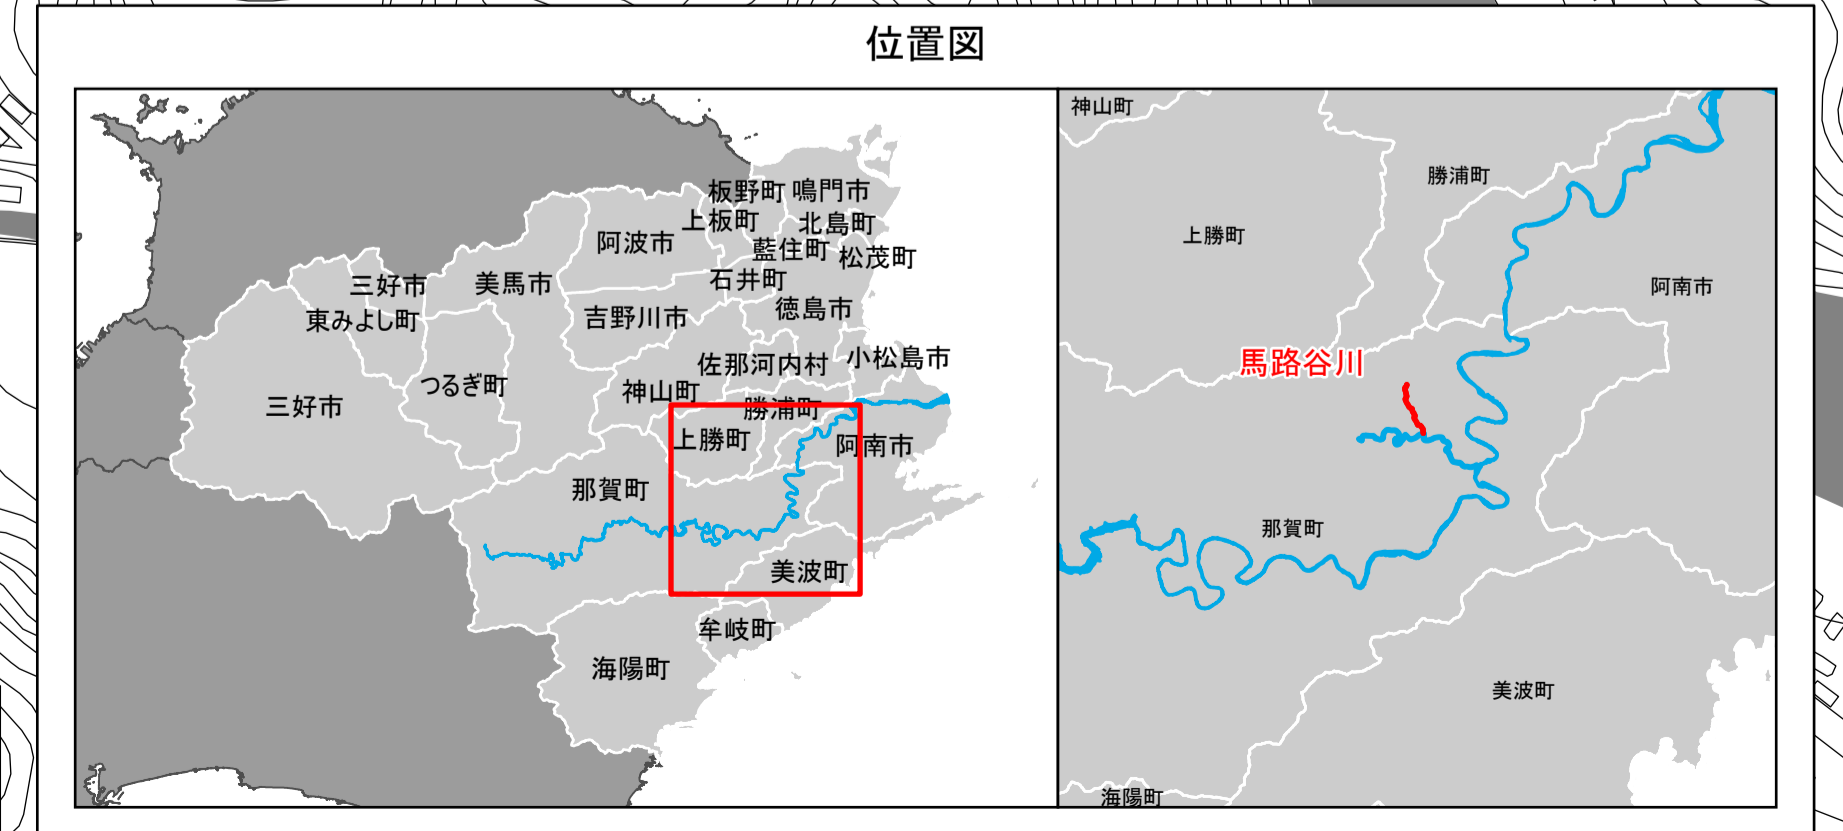 位置図
板野町
鳴門市
上板町
北島町
阿波市
藍住町
松茂町
三好市
美馬市
石井町
東みよし町
吉野川市
徳島市
佐那河内村
小松島市
つるぎ町
神山町
三好市
勝浦町
上勝町
阿南市
那賀町
美波町
牟岐町
海陽町
神山町
勝浦町
上勝町
阿南市
馬路谷川
那賀町
美波町
海陽町